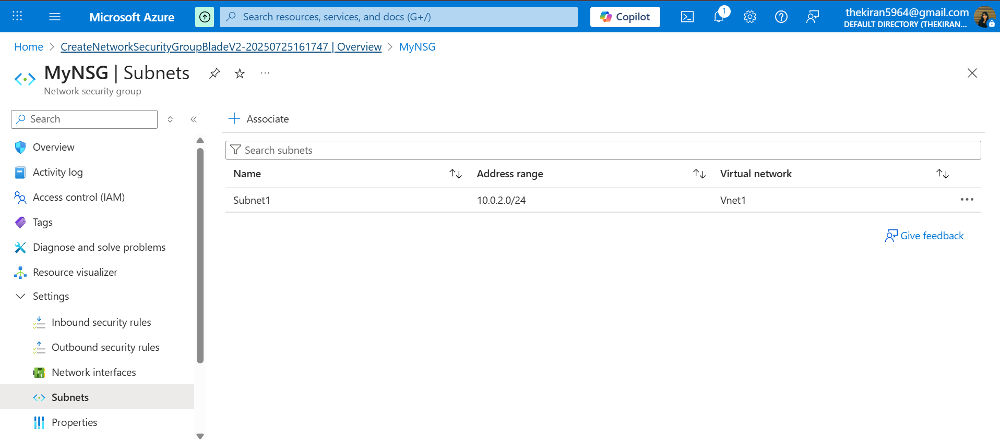 Microsoft Azure
Search resources, services, and docs (G+/)
Copilot
1
thekiran5964@gmail.com
DEFAULT DIRECTORY (THEKIRAN...
Home > CreateNetworkSecurityGroupBladeV2-20250725161747 | Overview > MyNSG
MyNSG | Subnets
Network security group
Search
Associate
Overview
Activity log
Access control (IAM)
Tags
Diagnose and solve problems
Resource visualizer
Settings
Inbound security rules
Outbound security rules
Network interfaces
Subnets
Properties
Search subnets
Name Address range Virtual network
Subnet1 10.0.2.0/24 Vnet1
Give feedback